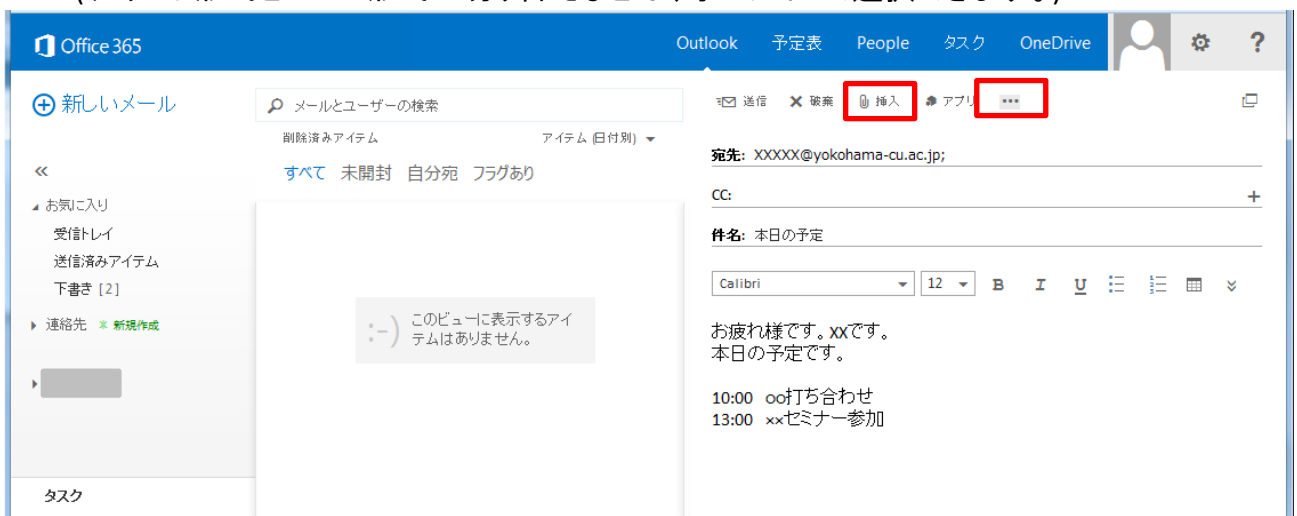 Office 365
Outlook 予定表 People タスク OneDrive ?
新しいメール
メールとユーザーの検索
送信 破棄 挿入 アプリ •••
削除済みアイテム アイテム (日付別)
すべて 未開封 自分宛 フラグあり
宛先: XXXXX@yokohama-cu.ac.jp;
CC:
件名: 本日の予定
«
お気に入り
受信トレイ
送信済みアイテム
下書き [2]
連絡先 新規作成
タスク
:-) このビューに表示するアイ
テムはありません。
Calibri 12 B I U
お疲れ様です。XXです。
本日の予定です。
10:00 oo打ち合わせ
13:00 ××セミナー参加